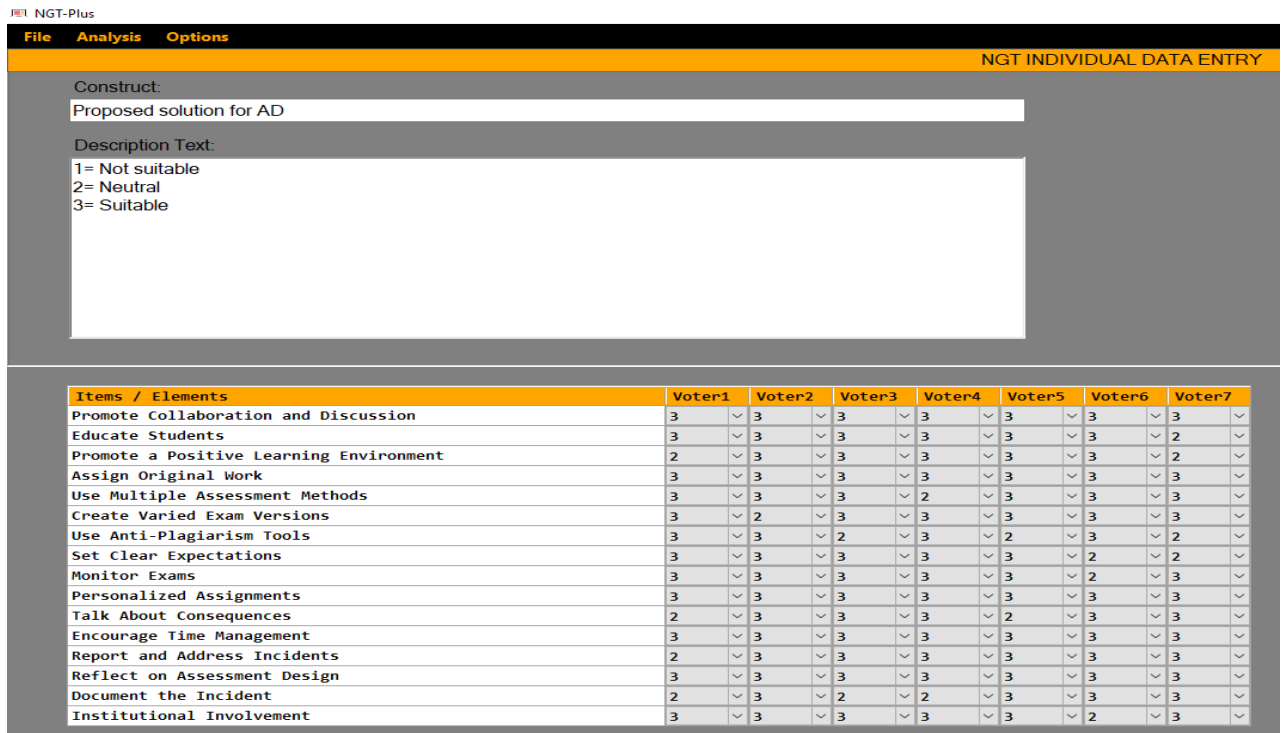 NGT-Plus
File Analysis Options
NGT INDIVIDUAL DATA ENTRY
Construct:
Proposed solution for AD
Description Text:
1= Not suitable
2= Neutral
3= Suitable
Items / Elements Voter1 Voter2 Voter3 Voter4 Voter5 Voter6 Voter7
Promote Collaboration and Discussion 3 3 3 3 3 3 3
Educate Students 3 3 3 3 3 3 2
Promote a Positive Learning Environment 2 3 3 3 3 3 2
Assign Original Work 3 3 3 3 3 3 3
Use Multiple Assessment Methods 3 3 3 2 3 3 3
Create Varied Exam Versions 3 2 3 3 3 3 3
Use Anti-Plagiarism Tools 3 3 2 3 2 3 2
Set Clear Expectations 3 3 3 3 3 2 2
Monitor Exams 3 3 3 3 3 2 3
Personalized Assignments 3 3 3 3 3 3 3
Talk About Consequences 2 3 3 3 2 3 3
Encourage Time Management 3 3 3 3 3 3 3
Report and Address Incidents 2 3 3 3 3 3 3
Reflect on Assessment Design 3 3 3 3 3 3 3
Document the Incident 2 3 2 2 3 3 3
Institutional Involvement 3 3 3 3 3 2 3